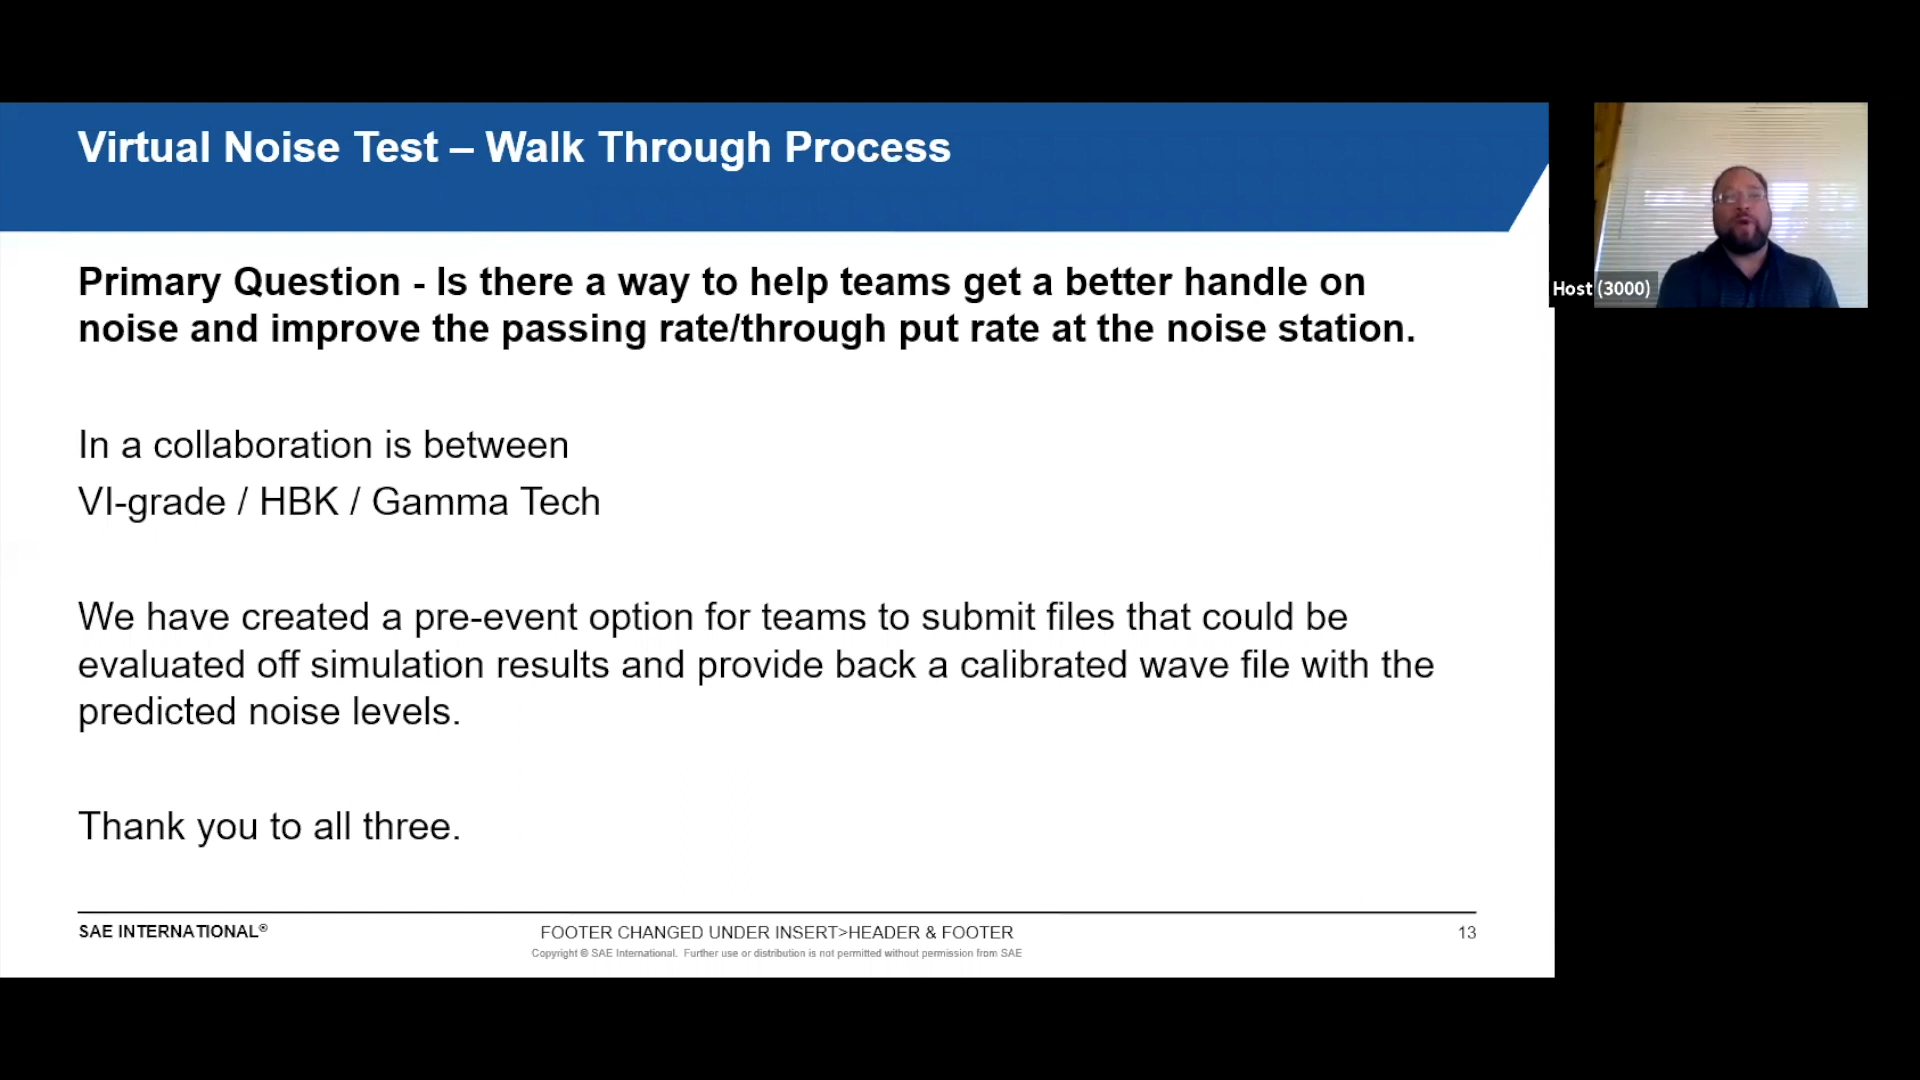 Virtual Noise Test – Walk Through Process
Primary Question - Is there a way to help teams get a better handle on
noise and improve the passing rate/through put rate at the noise station.
In a collaboration is between
VI-grade / HBK / Gamma Tech
We have created a pre-event option for teams to submit files that could be
evaluated off simulation results and provide back a calibrated wave file with the
predicted noise levels.
Thank you to all three.
SAE INTERNATIONAL®
FOOTER CHANGED UNDER INSERT>HEADER & FOOTER
Copyright © SAE International. Further use or distribution is not permitted without permission from SAE
13
Host (3000)